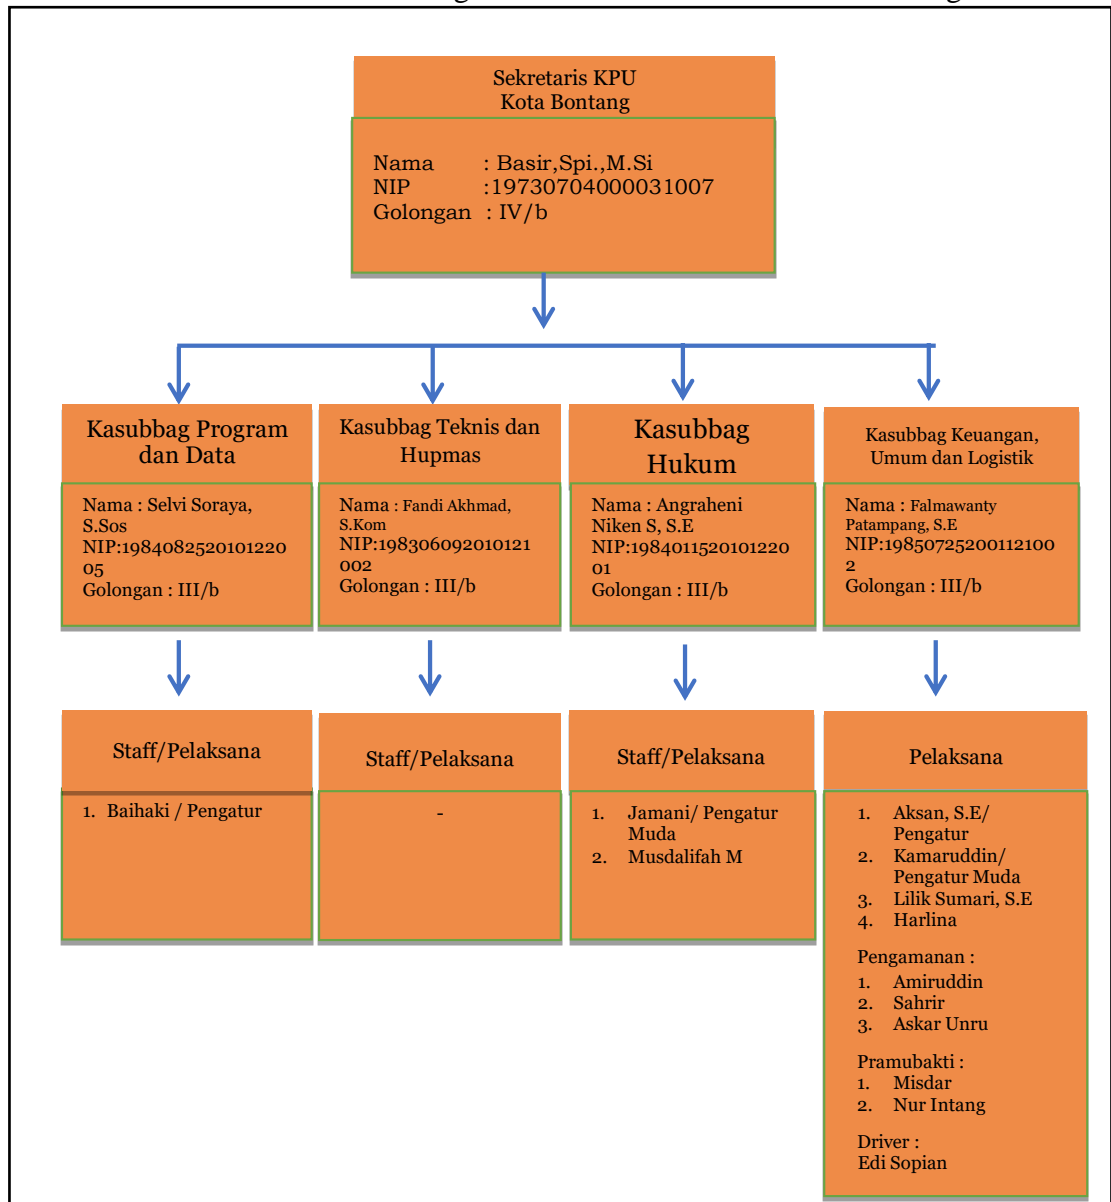 Sekretaris KPU
Kota Bontang
Nama : Basir,Spi.,M.Si
NIP :19730704000031007
Golongan : IV/b
Kasubbag Program
dan Data
Nama : Selvi Soraya,
S.Sos
NIP:1984082520101220
05
Golongan : III/b
Kasubbag Teknis dan
Hupmas
Nama : Fandi Akhmad,
S.Kom
NIP:198306092010121
002
Golongan : III/b
Kasubbag
Hukum
Nama : Angraheni
Niken S, S.E
NIP:1984011520101220
01
Golongan : III/b
Kasubbag Keuangan,
Umum dan Logistik
Nama : Falmawanty
Patampang, S.E
NIP:19850725200112100
2
Golongan : III/b
Staff/Pelaksana
1. Baihaki / Pengatur
Staff/Pelaksana
-
Staff/Pelaksana
1. Jamani/ Pengatur
Muda
2. Musdalifah M
Pelaksana
1. Aksan, S.E/
Pengatur
2. Kamaruddin/
Pengatur Muda
3. Lilik Sumari, S.E
4. Harlina
Pengamanan :
1. Amiruddin
2. Sahrir
3. Askar Unru
Pramubakti :
1. Misdar
2. Nur Intang
Driver :
Edi Sopian